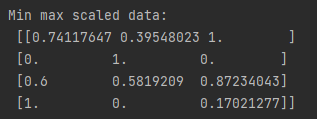 Min max scaled data:
 [[0.74117647 0.39548023 1.        ]
 [0.         1.         0.        ]
 [0.6        0.5819209  0.87234043]
 [1.         0.         0.17021277]]